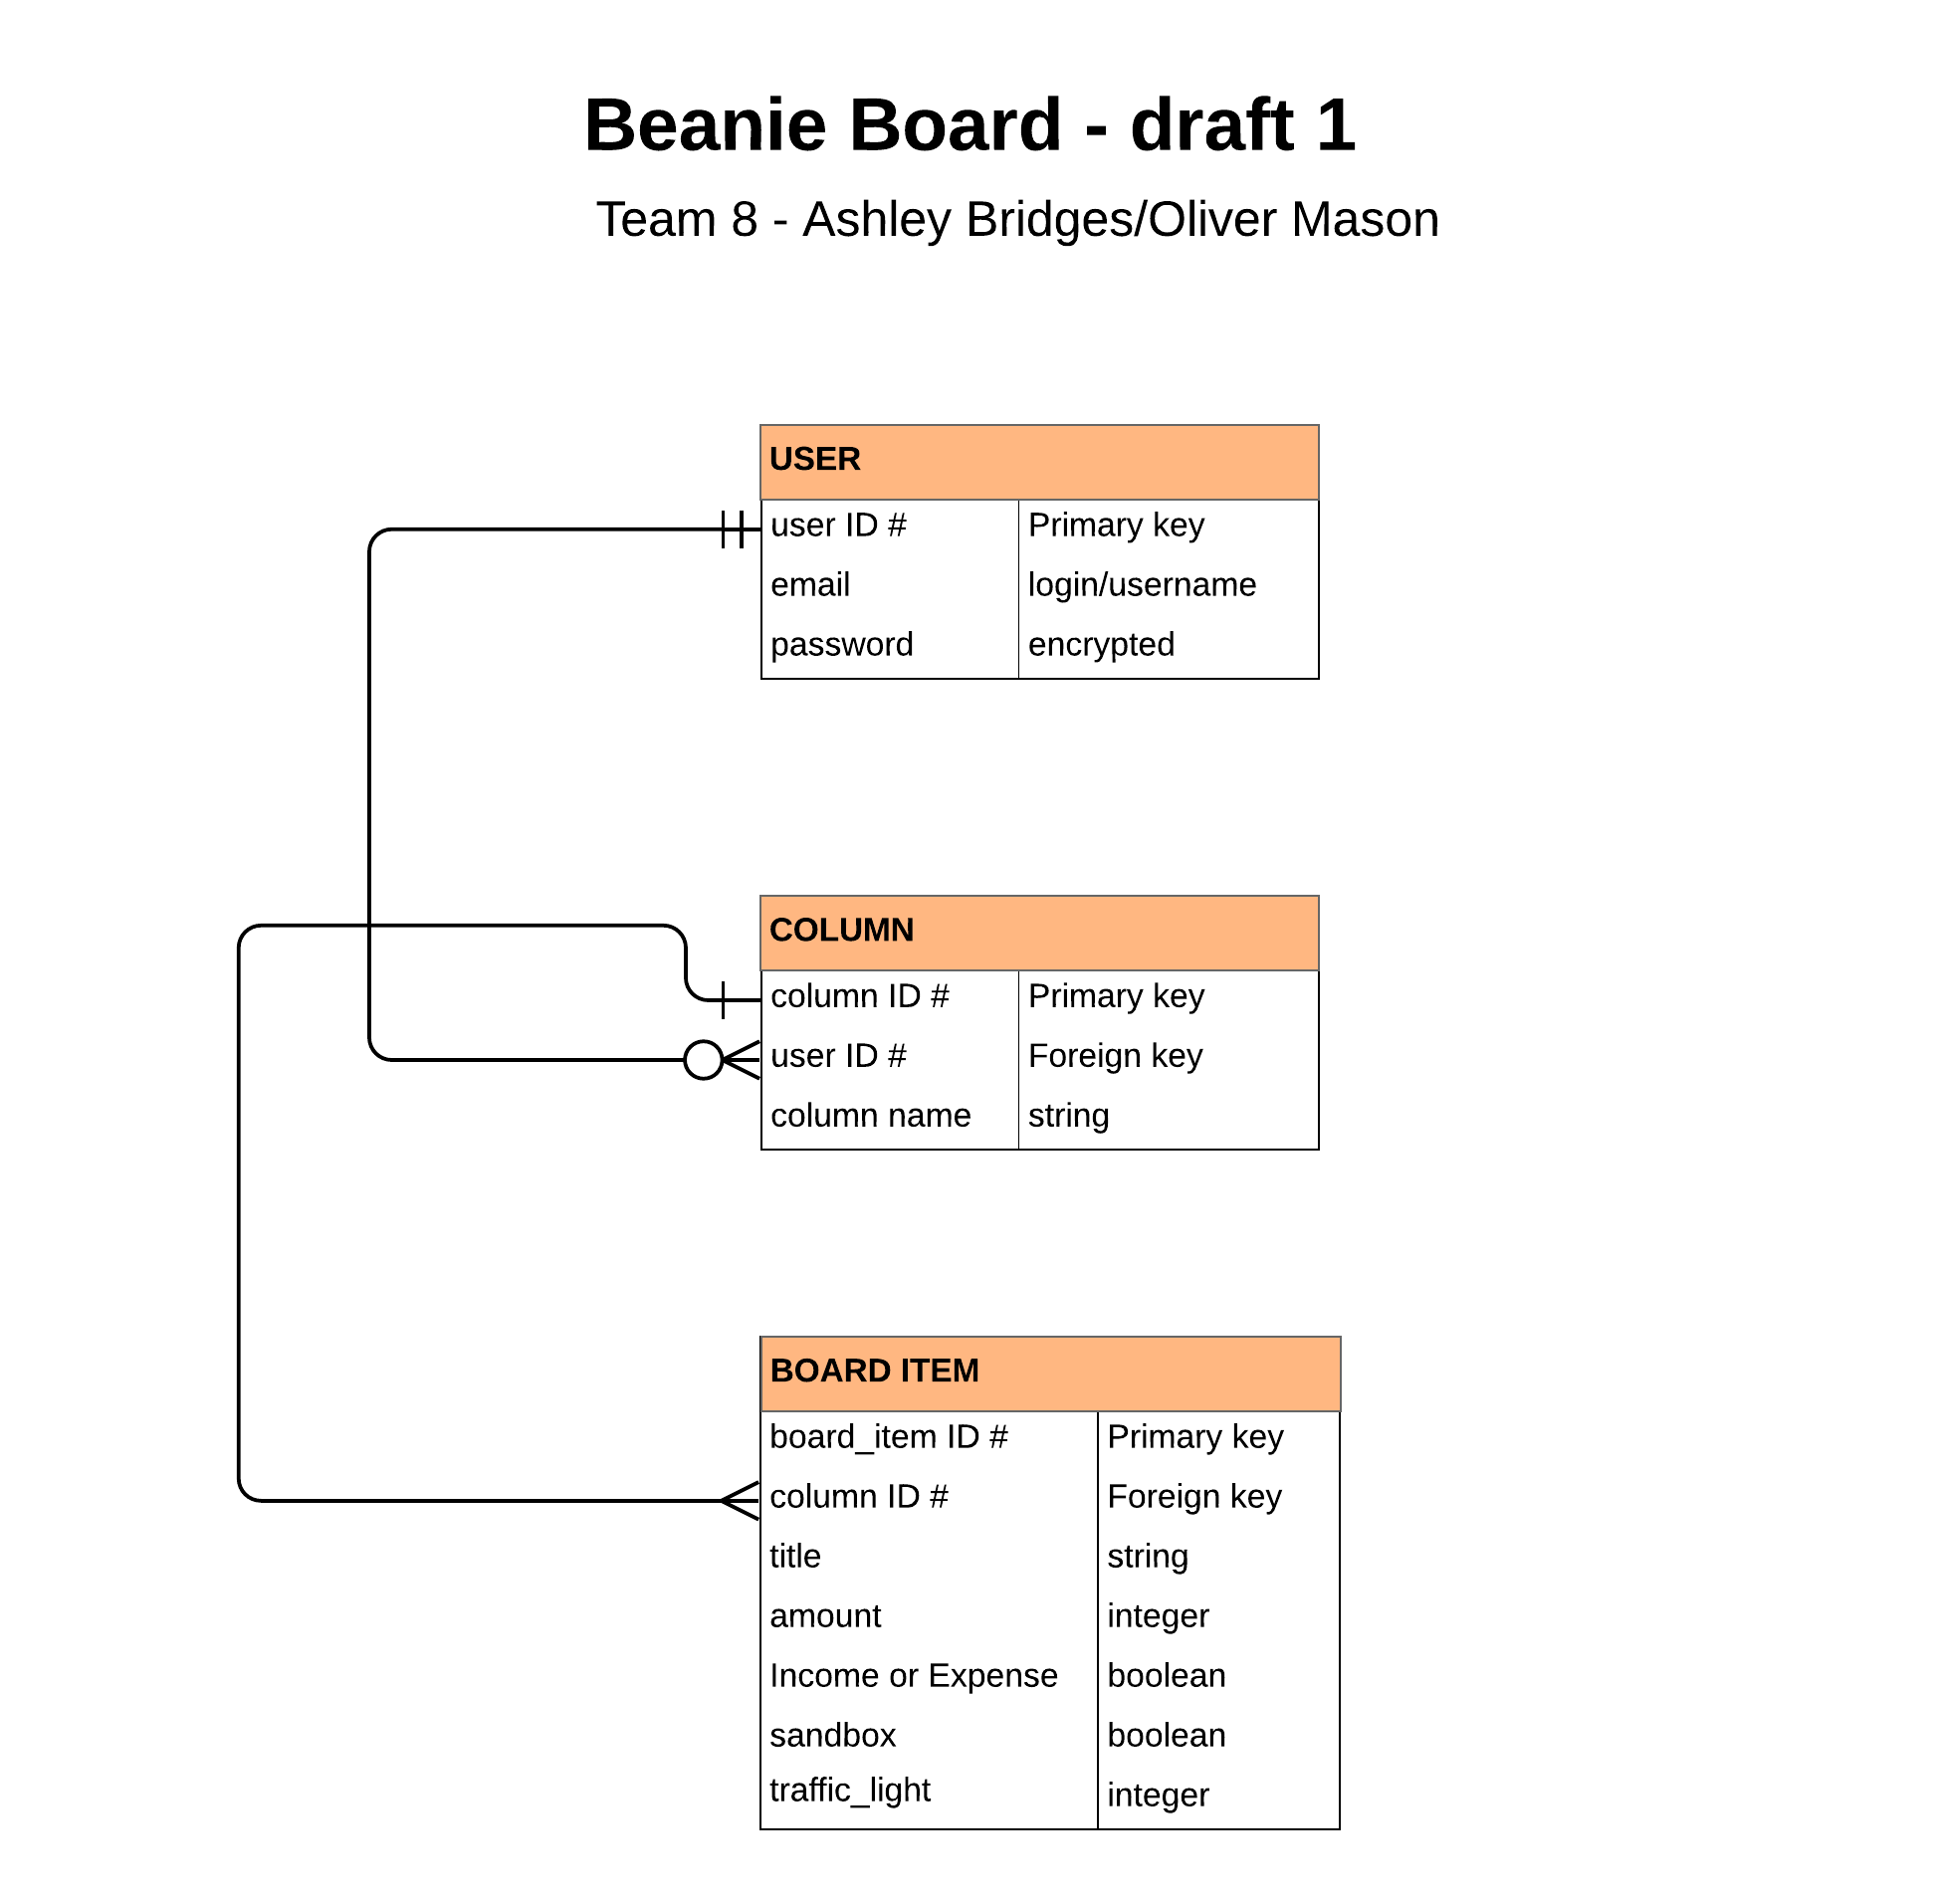 Beanie Board - draft 1
Team 8 - Ashley Bridges/Oliver Mason
USER
user ID # Primary key
email login/username
password encrypted
COLUMN
column ID # Primary key
user ID # Foreign key
column name string
BOARD ITEM
board_item ID # Primary key
column ID # Foreign key
title string
amount integer
Income or Expense boolean
sandbox boolean
traffic_light integer